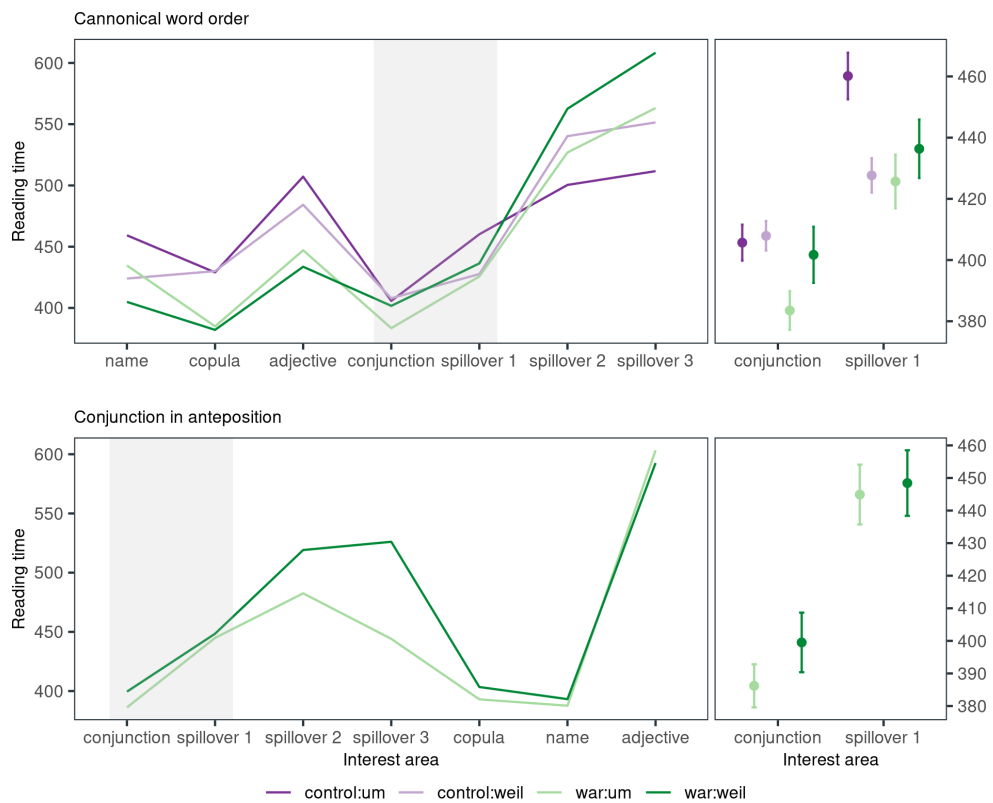 Cannonical word order
Reading time
600
550
500
450
400
name copula adjective conjunction spillover 1 spillover 2 spillover 3
460
440
420
400
380
conjunction spillover 1
Conjunction in anteposition
Reading time
600
550
500
450
400
conjunction spillover 1 spillover 2 spillover 3 copula name adjective
Interest area
460
450
440
430
420
410
400
390
380
conjunction spillover 1
Interest area
control:um control:weil war:um war:weil